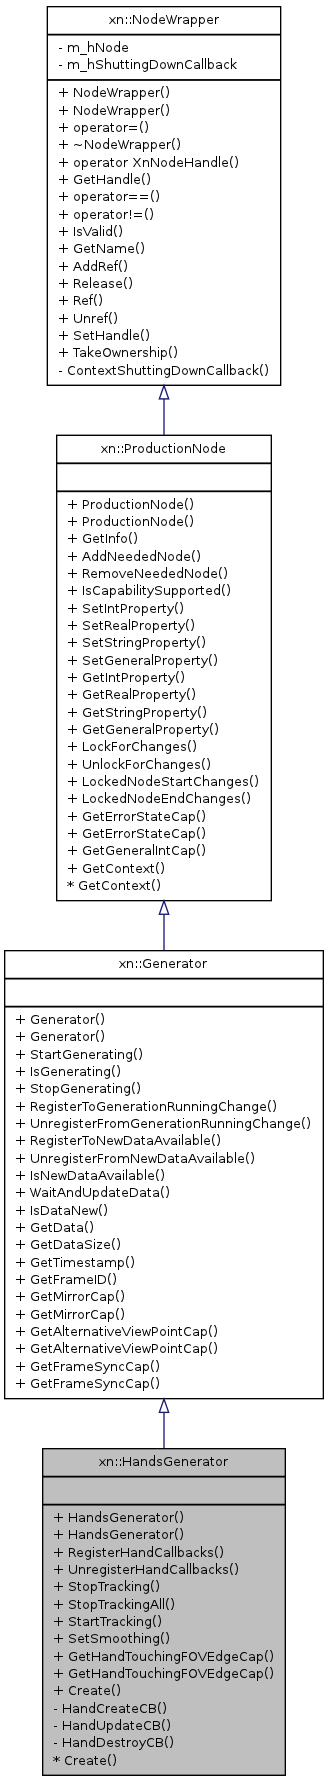 xn::NodeWrapper
- m_hNode
- m_hShuttingDownCallback
+ NodeWrapper()
+ NodeWrapper()
+ operator=()
+ ~NodeWrapper()
+ operator XnNodeHandle()
+ GetHandle()
+ operator==()
+ operator!=()
+ IsValid()
+ GetName()
+ AddRef()
+ Release()
+ Ref()
+ Unref()
+ SetHandle()
+ TakeOwnership()
- ContextShuttingDownCallback()
xn::ProductionNode
+ ProductionNode()
+ ProductionNode()
+ GetInfo()
+ AddNeededNode()
+ RemoveNeededNode()
+ IsCapabilitySupported()
+ SetIntProperty()
+ SetRealProperty()
+ SetStringProperty()
+ SetGeneralProperty()
+ GetIntProperty()
+ GetRealProperty()
+ GetStringProperty()
+ GetGeneralProperty()
+ LockForChanges()
+ UnlockForChanges()
+ LockedNodeStartChanges()
+ LockedNodeEndChanges()
+ GetErrorStateCap()
+ GetErrorStateCap()
+ GetGeneralIntCap()
+ GetContext()
* GetContext()
xn::Generator
+ Generator()
+ Generator()
+ StartGenerating()
+ IsGenerating()
+ StopGenerating()
+ RegisterToGenerationRunningChange()
+ UnregisterFromGenerationRunningChange()
+ RegisterToNewDataAvailable()
+ UnregisterFromNewDataAvailable()
+ IsNewDataAvailable()
+ WaitAndUpdateData()
+ IsDataNew()
+ GetData()
+ GetDataSize()
+ GetTimestamp()
+ GetFrameID()
+ GetMirrorCap()
+ GetMirrorCap()
+ GetAlternativeViewPointCap()
+ GetAlternativeViewPointCap()
+ GetFrameSyncCap()
+ GetFrameSyncCap()
xn::HandsGenerator
+ HandsGenerator()
+ HandsGenerator()
+ RegisterHandCallbacks()
+ UnregisterHandCallbacks()
+ StopTracking()
+ StopTrackingAll()
+ StartTracking()
+ SetSmoothing()
+ GetHandTouchingFOVEdgeCap()
+ GetHandTouchingFOVEdgeCap()
+ Create()
- HandCreateCB()
- HandUpdateCB()
- HandDestroyCB()
* Create()